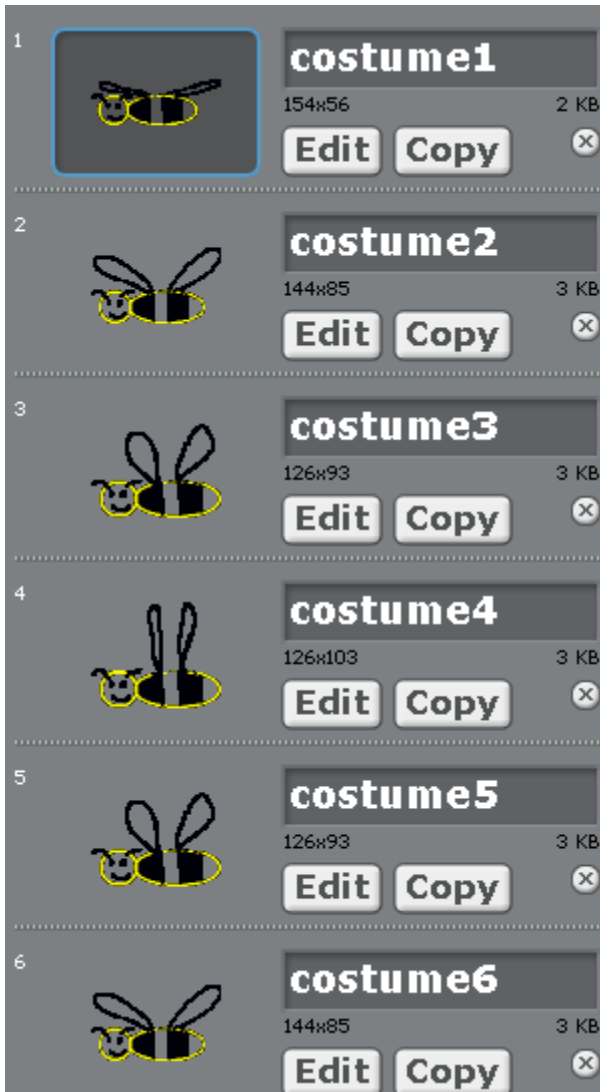 1
costume1
154x56 2 KB
Edit Copy
2
costume2
144x85 3 KB
Edit Copy
3
costume3
126x93 3 KB
Edit Copy
4
costume4
126x103 3 KB
Edit Copy
5
costume5
126x93 3 KB
Edit Copy
6
costume6
144x85 3 KB
Edit Copy